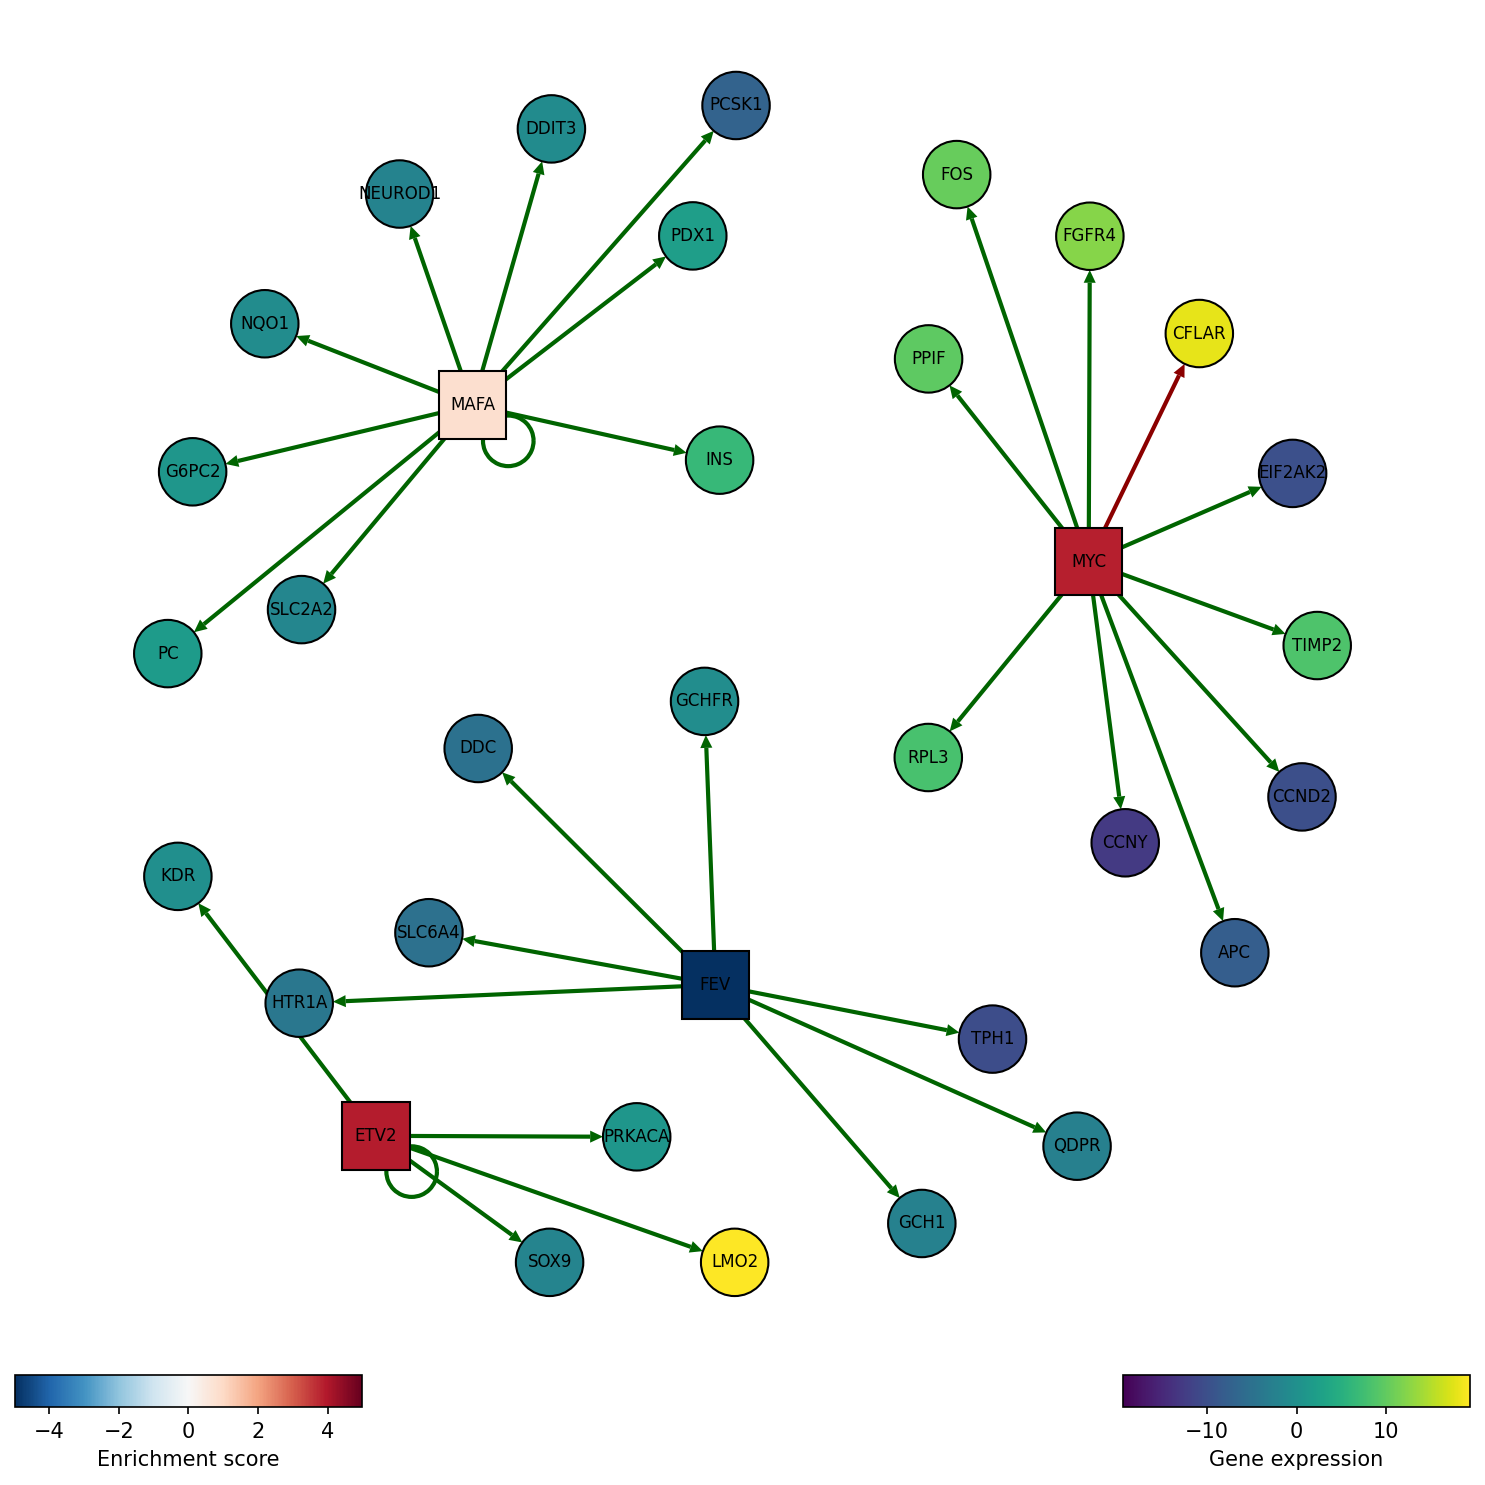 PCSK1
DDIT3
FOS
NEUROD1
PDX1
FGFR4
NQO1
CFLAR
PPIF
MAFA
INS
G6PC2
EIF2AK2
MYC
SLC2A2
TIMP2
PC
GCHFR
DDC
RPL3
CCND2
CCNY
KDR
SLC6A4
APC
FEV
HTR1A
TPH1
ETV2
PRKACA
QDPR
GCH1
SOX9
LMO2
−4 −2 0 2 4
Enrichment score
−10 0 10
Gene expression